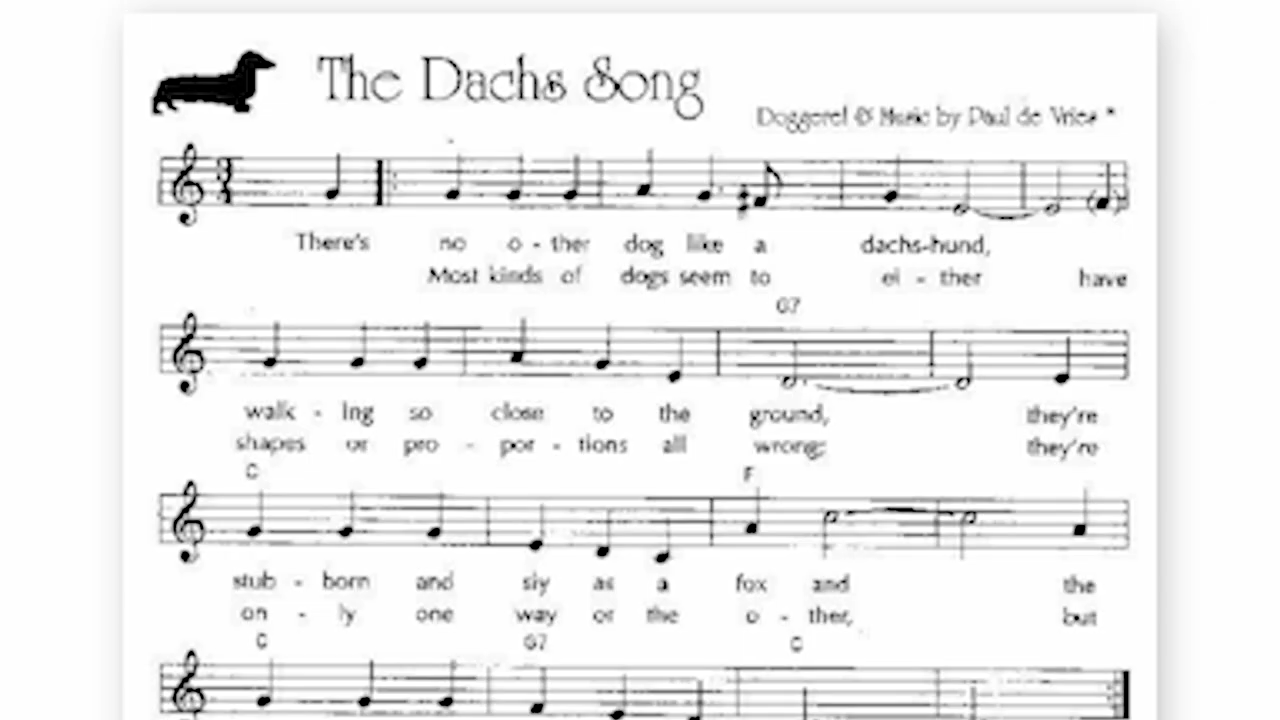 The Dachs Song
Doggerel & Music by Paul de Vries *
There's no o - ther dog like a dachs-hund,
Most kinds of dogs seem to ei - ther have
G7
walk - ing so close to the ground, they're
shapes or pro - por - tions all wrong; they're
C F
stub - born and sly as a fox and the
on - ly one way or the o - ther, but
C G7 C